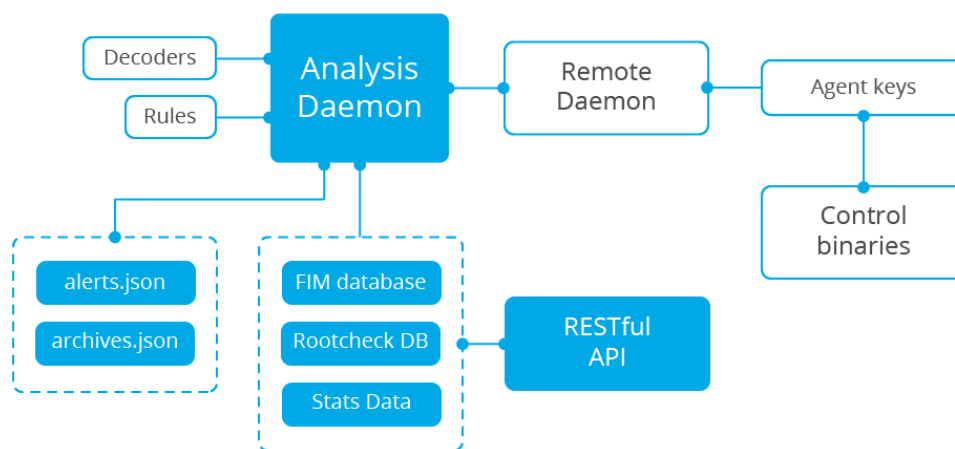 Decoders
Rules
Analysis
Daemon
Remote
Daemon
Agent keys
Control
binaries
alerts.json
archives.json
FIM database
Rootcheck DB
Stats Data
RESTful
API